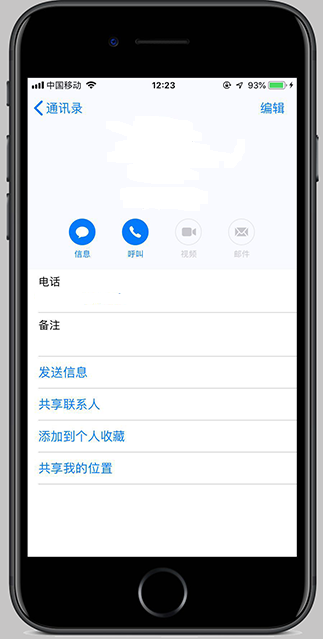 中国移动
12:23
93%
通讯录
编辑
信息
呼叫
视频
邮件
电话
备注
发送信息
共享联系人
添加到个人收藏
共享我的位置